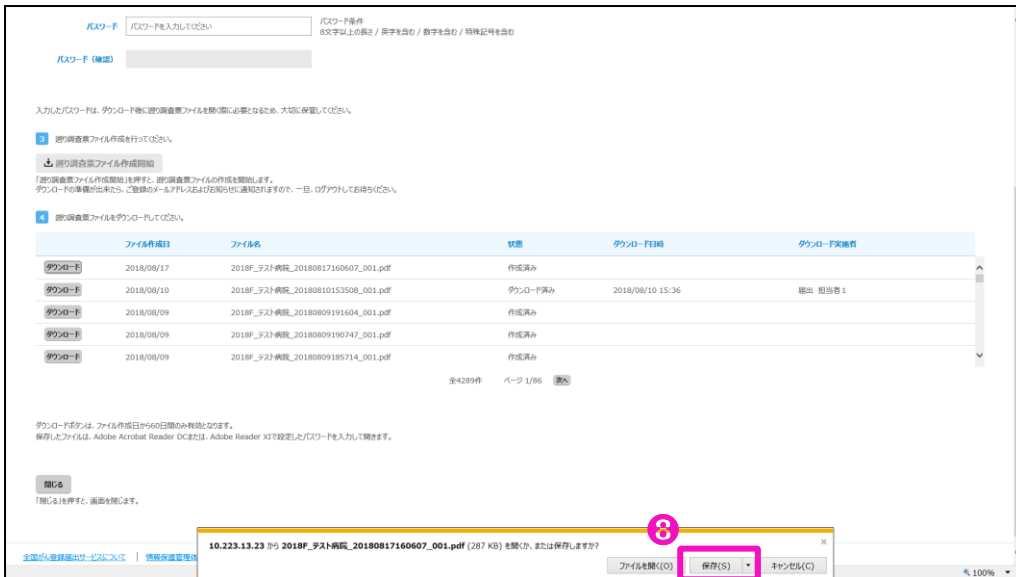 パスワード パスワードを入力してください パスワード条件
8文字以上の長さ / 英字を含む / 数字を含む / 特殊記号を含む
パスワード（確認）
入力したパスワードは、ダウンロード後に遡り調査票ファイルを開く際に必要となるため、大切に保管してください。
3 遡り調査票ファイル作成を行ってください。
遡り調査票ファイル作成開始
「遡り調査票ファイル作成開始」を押すと、遡り調査票ファイルの作成を開始します。
ダウンロードの準備が出来たら、ご登録のメールアドレスおよびお知らせに通知されますので、一旦、ログアウトしてお待ちください。
4 遡り調査票ファイルをダウンロードしてください。
ファイル作成日 ファイル名 状態 ダウンロード日時 ダウンロード実施者
ダウンロード 2018/08/17 2018F_テスト病院_20180817160607_001.pdf 作成済み
ダウンロード 2018/08/10 2018F_テスト病院_20180810153508_001.pdf ダウンロード済み 2018/08/10 15:36 届出 担当者1
ダウンロード 2018/08/09 2018F_テスト病院_20180809191604_001.pdf 作成済み
ダウンロード 2018/08/09 2018F_テスト病院_20180809190747_001.pdf 作成済み
ダウンロード 2018/08/09 2018F_テスト病院_20180809185714_001.pdf 作成済み
全4289件 ページ 1/86 次へ
ダウンロードボタンは、ファイル作成日から60日間のみ有効となります。
保存したファイルは、Adobe Acrobat Reader DCまたは、Adobe Reader XIで設定したパスワードを入力して開きます。
閉じる
「閉じる」を押すと、画面を閉じます。
8
10.223.13.23 から 2018F_テスト病院_20180817160607_001.pdf (287 KB) を開くか、または保存しますか? ×
全国がん登録届出サービスについて | 情報保護管理体
ファイルを開く(O) 保存(S) ▼ キャンセル(C)
100% ▼